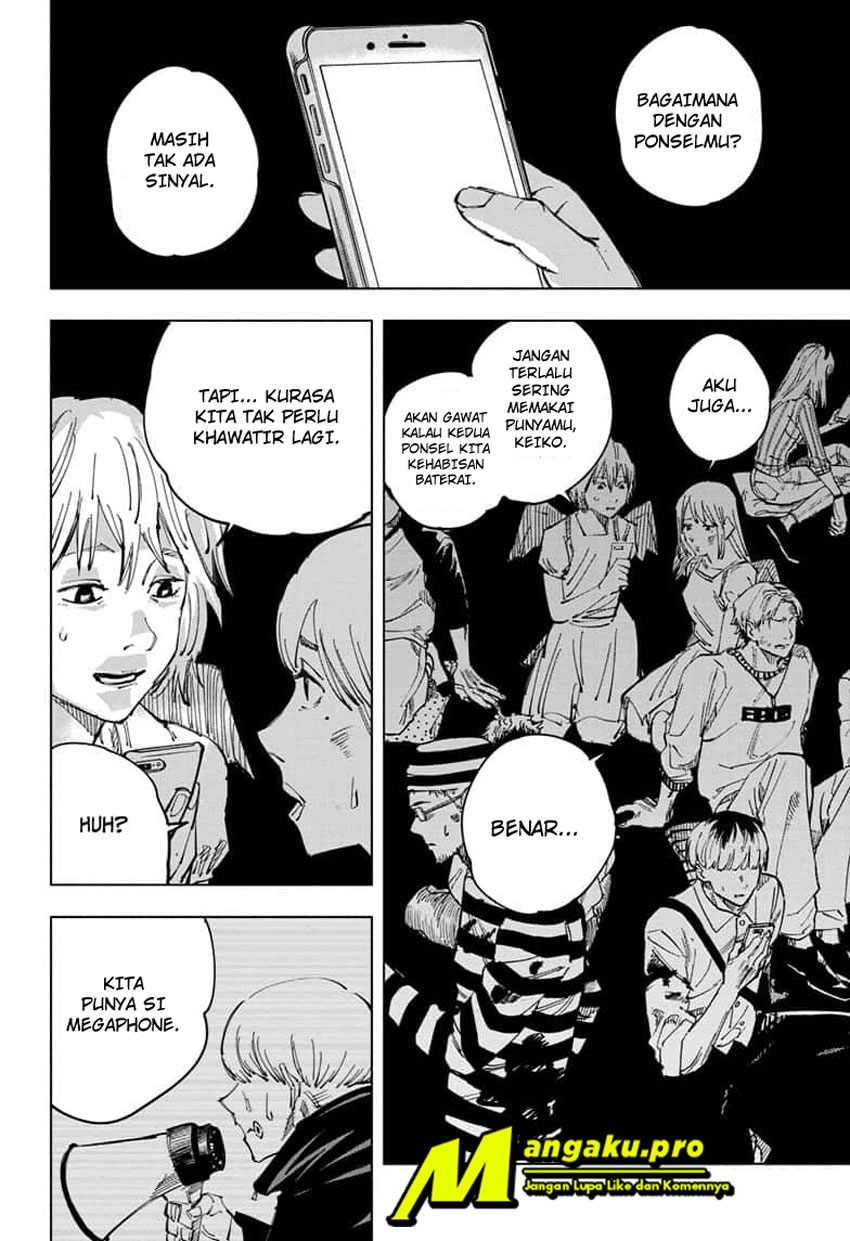 BAGAIMANA
DENGAN
PONSELMU?
MASIH
TAK ADA
SINYAL.
AKU
JUGA...
JANGAN
TERLALU
SERING
MEMAKAI
PUNYAMU,
KEIKO.
AKAN GAWAT
KALAU KEDUA
PONSEL KITA
KEHABISAN
BATERAI.
BENAR...
TAPI... KURASA
KITA TAK PERLU
KHAWATIR LAGI.
HUH?
KITA
PUNYA SI
MEGAPHONE.
Mangaku.pro
Jangan Lupa Like dan Komennya